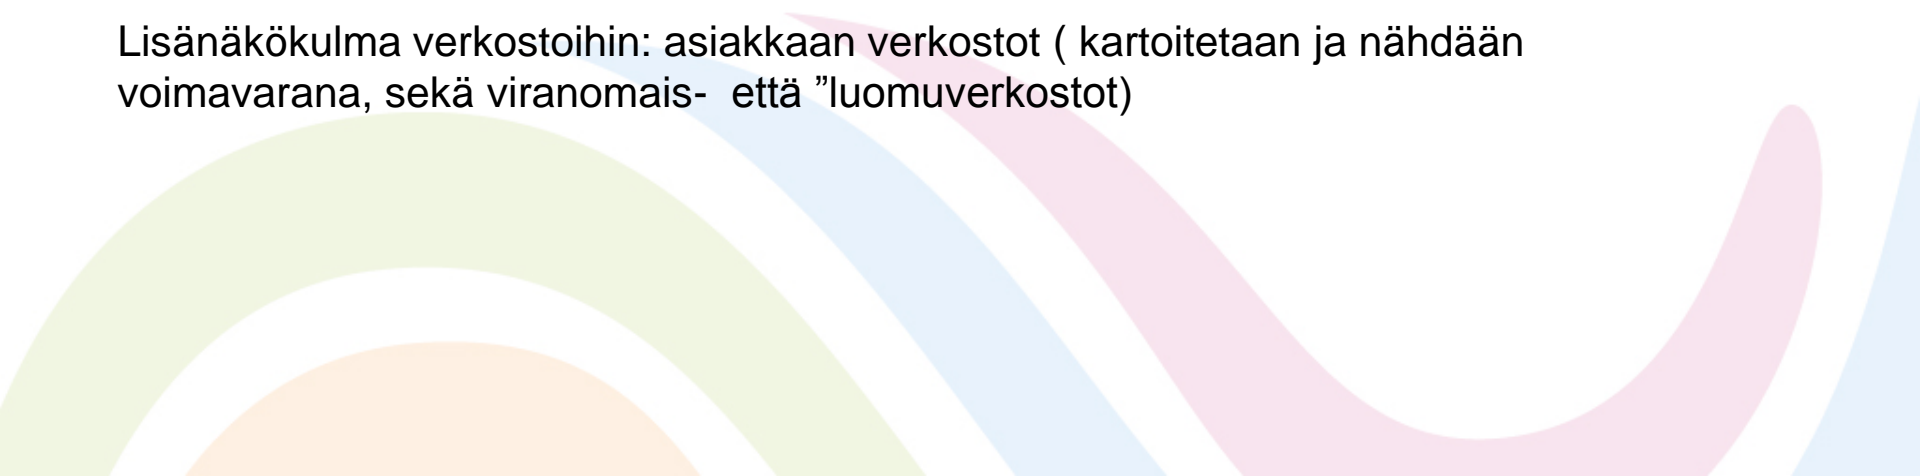 Lisänäkökulma verkostoihin: asiakkaan verkostot ( kartoitetaan ja nähdään
voimavarana, sekä viranomais-  että ”luomuverkostot)